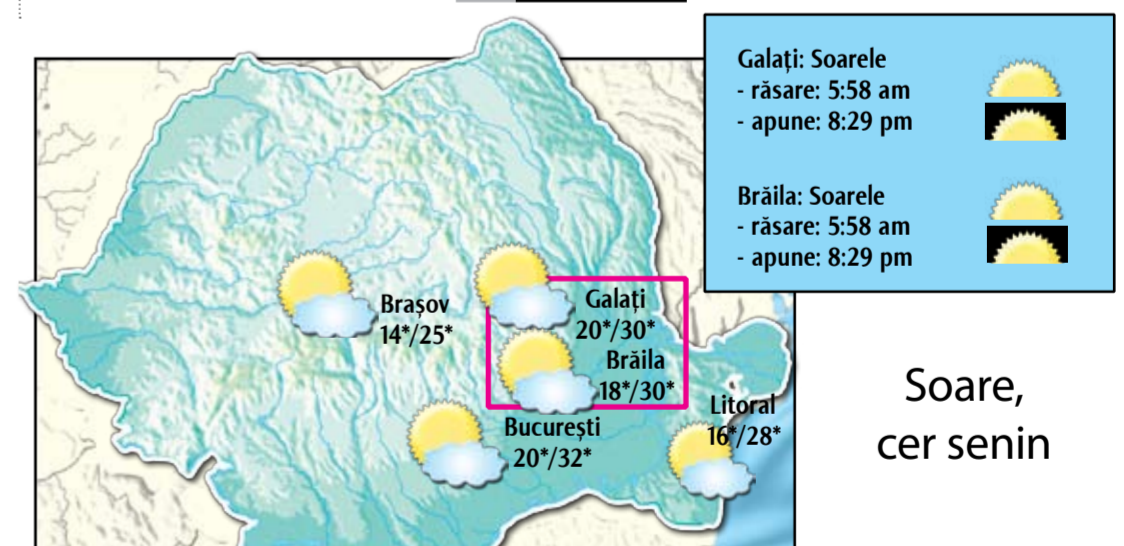 Galați: Soarele
- răsare: 5:58 am
- apune: 8:29 pm
Brăila: Soarele
- răsare: 5:58 am
- apune: 8:29 pm
Brașov
14*/25*
Galați
20*/30*
Brăila
18*/30*
București
20*/32*
Litoral
16*/28*
Soare,
cer senin